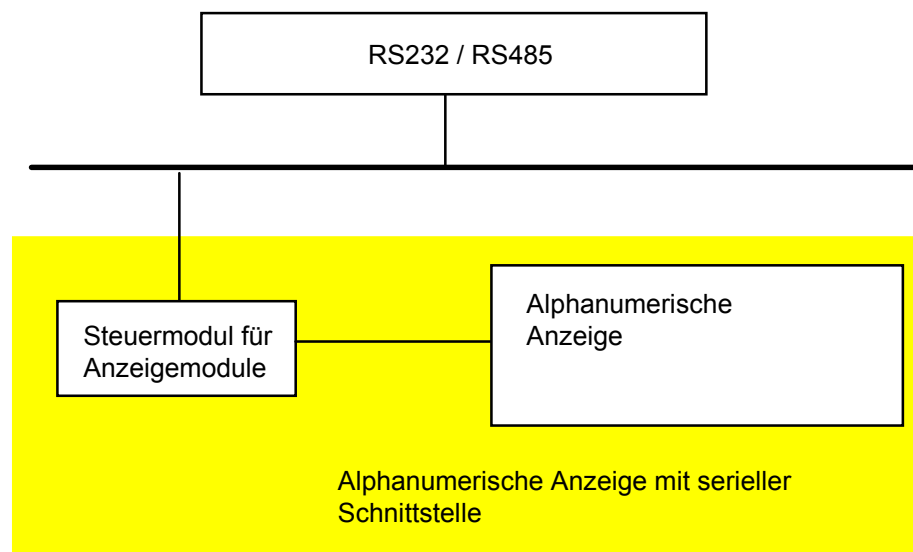 RS232 / RS485
Steuermodul für
Anzeigemodule
Alphanumerische
Anzeige
Alphanumerische Anzeige mit serieller
Schnittstelle